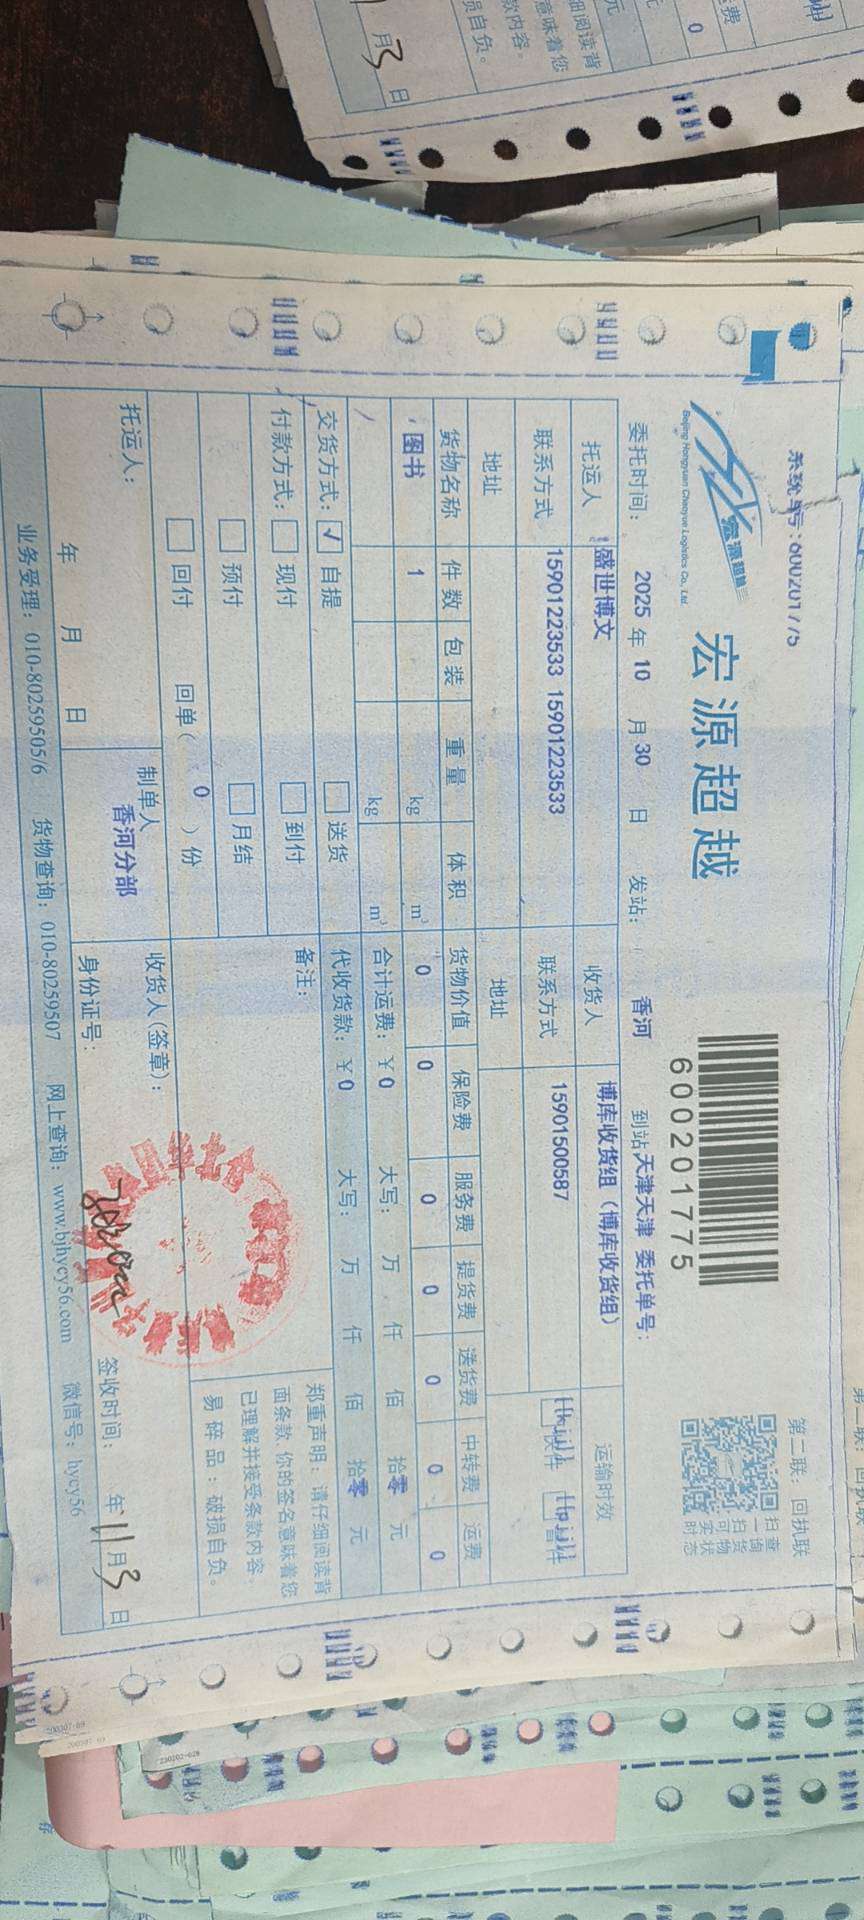 系统单号:600201775
第二联：回执联
宏源超越
Beijing Hongyuan Chaoyue Logistics Co., Ltd
宏源超越
600201775
扫一扫可买时
查询货物状态
委托时间： 2025 年 10 月 30 日 发站： 香河 到站天津天津 委托单号：
托运人 盛世博文 收货人 博库收货组（博库收货组） 运输时效
联系方式 15901223533 15901223533 联系方式 15901500587
地址 地址
货物名称 件数 包装 重量 体积 货物价值 保险费 服务费 提货费 送货费 中转费 运费
图书 1 kg m³ 0 0 0 0 0 0 0
kg m³ 合计运费：￥0 大写： 万 仟 佰 拾零 元
交货方式：☑自提 □送货 代收货款：￥0 大写： 万 仟 佰 拾零 元
付款方式：□现付 □到付 备注：
□预付 □月结
□回付 回单( 0 )份
郑重声明：请仔细阅读背
面条款，你的签名意味着您
已理解并接受条款内容。
易碎品：破损自负。
托运人： 制单人 收货人(签章)：
香河分部
年 月 日 身份证号： 签收时间： 年11月3日
业务受理：010-80259505/6 货物查询：010-80259507 网上查询：www.bjhycy56.com 微信号：hycy56